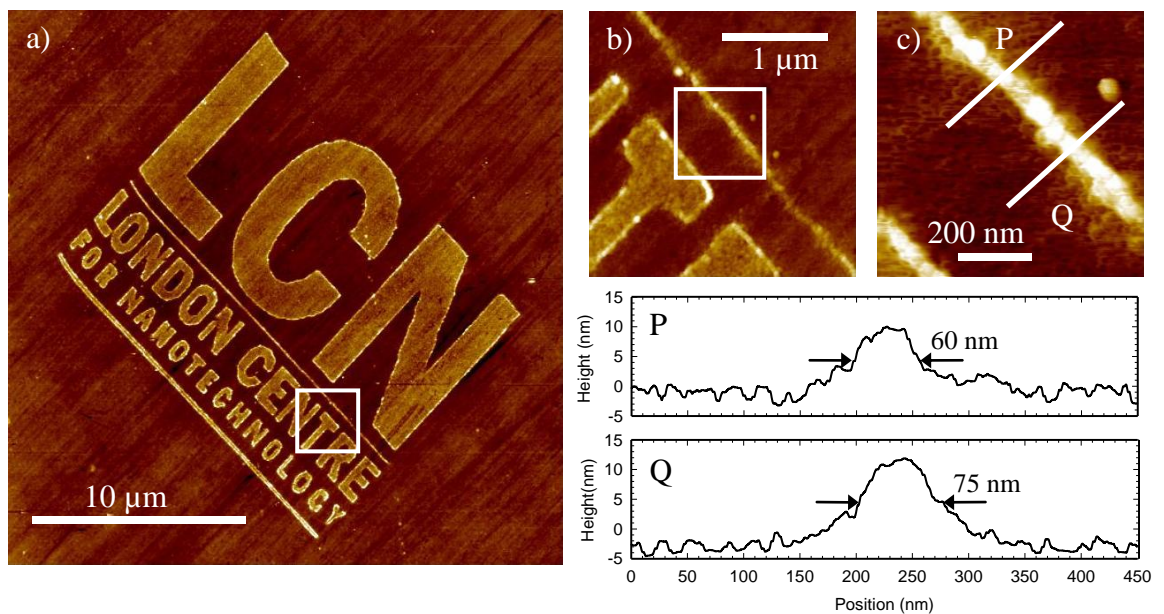 a)
LCN
LONDON CENTRE
FOR NANOTECHNOLOGY
10 µm
b)
1 µm
c)
P
Q
200 nm
P
60 nm
Height (nm)
15
10
5
0
-5
Q
75 nm
Height(nm)
15
10
5
0
-5
0 50 100 150 200 250 300 350 400 450
Position (nm)